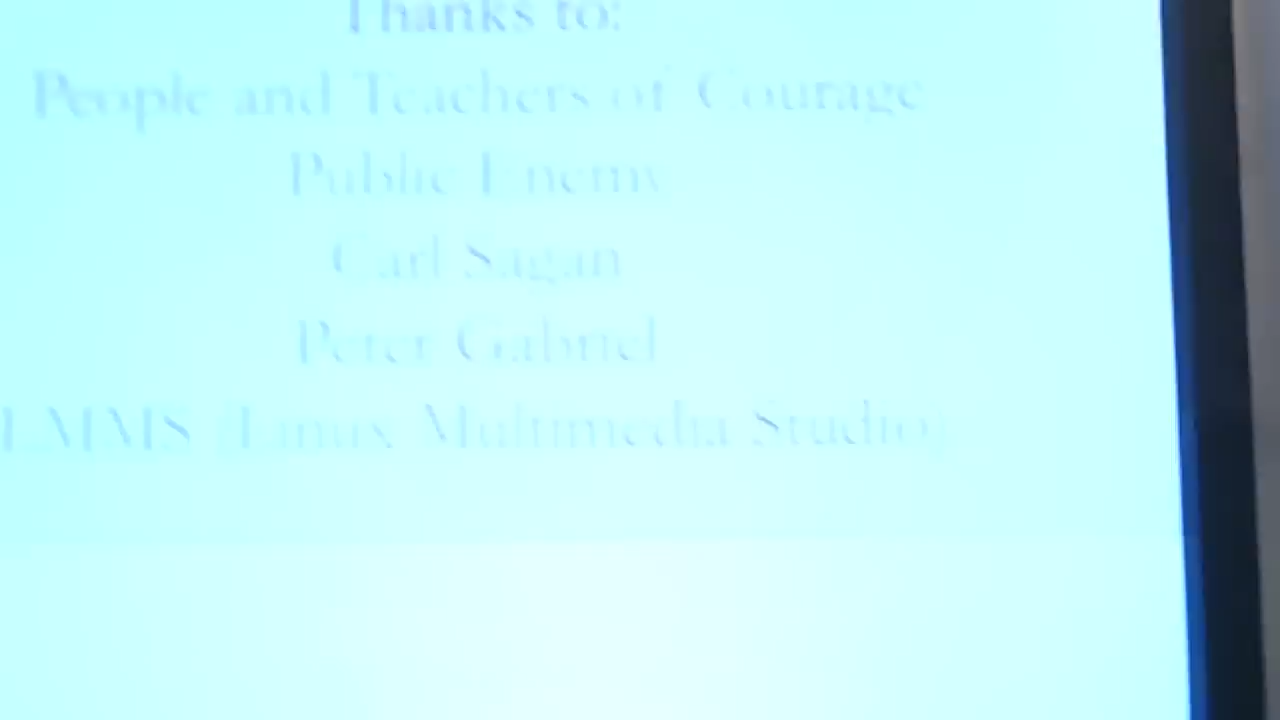 Thanks to:
People and Teachers of Courage
Public Enemy
Carl Sagan
Peter Gabriel
LMMS (Linux Multimedia Studio)